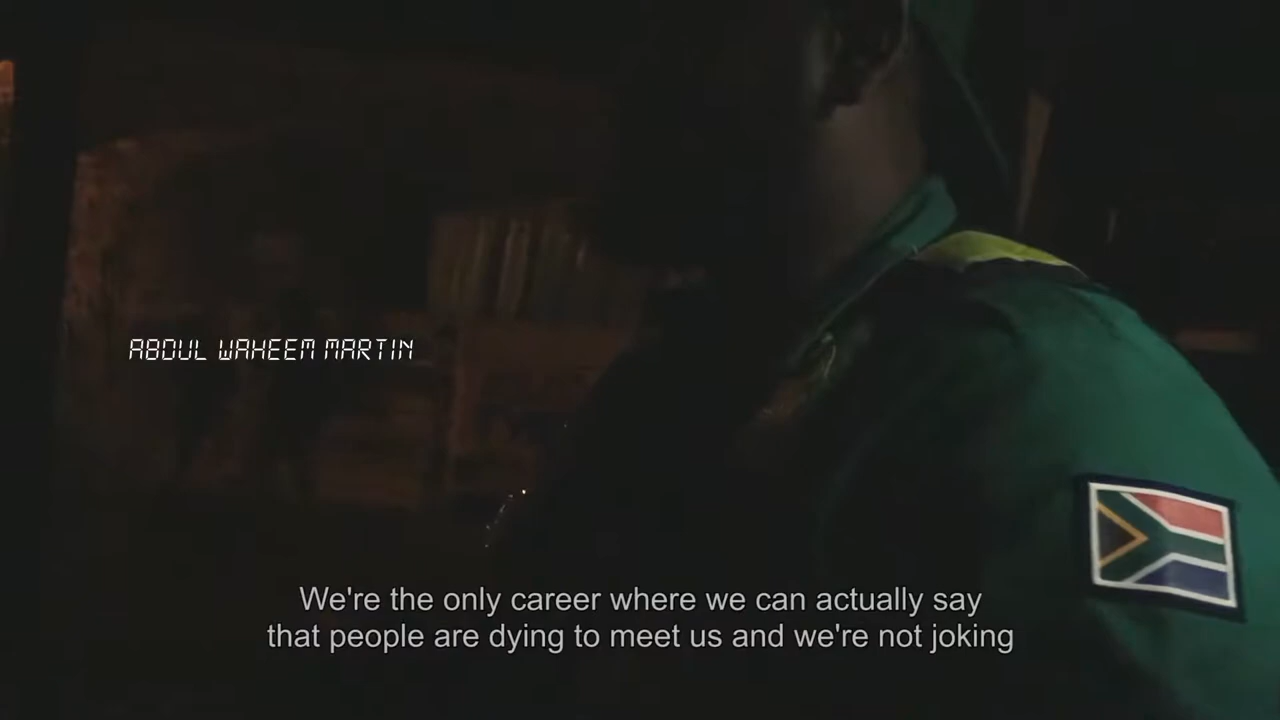 ABDUL WAHEEM MARTIN
We're the only career where we can actually say
that people are dying to meet us and we're not joking